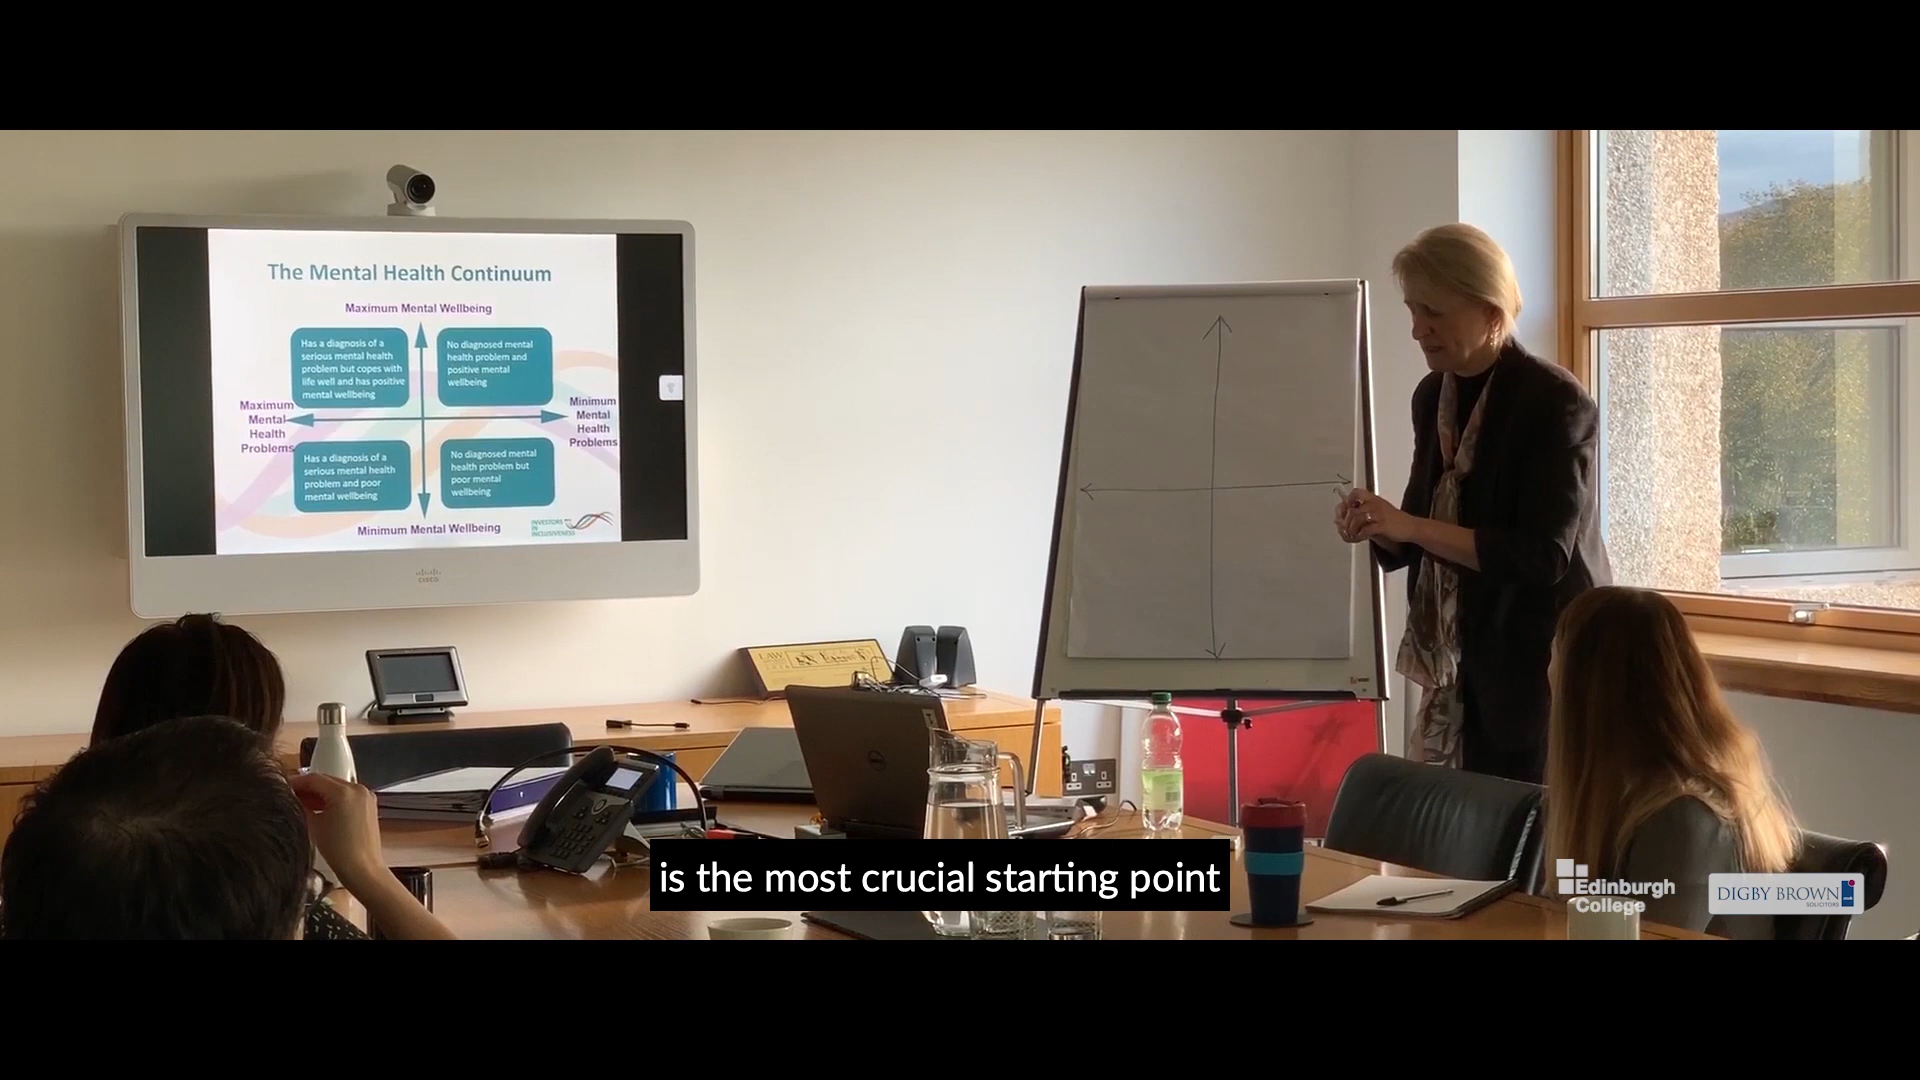 The Mental Health Continuum
Maximum Mental Wellbeing
Has a diagnosis of a
serious mental health
problem but copes with
life well and has positive
mental wellbeing
No diagnosed mental
health problem and
positive mental
wellbeing
Maximum
Mental
Health
Problems
Minimum
Mental
Health
Problems
Has a diagnosis of a
serious mental health
problem and poor
mental wellbeing
No diagnosed mental
health problem but
poor mental
wellbeing
Minimum Mental Wellbeing
INVESTORS
IN
INCLUSIVENESS
CISCO
LAW
DELL
is the most crucial starting point
Edinburgh
College
DIGBY BROWN
SOLICITORS